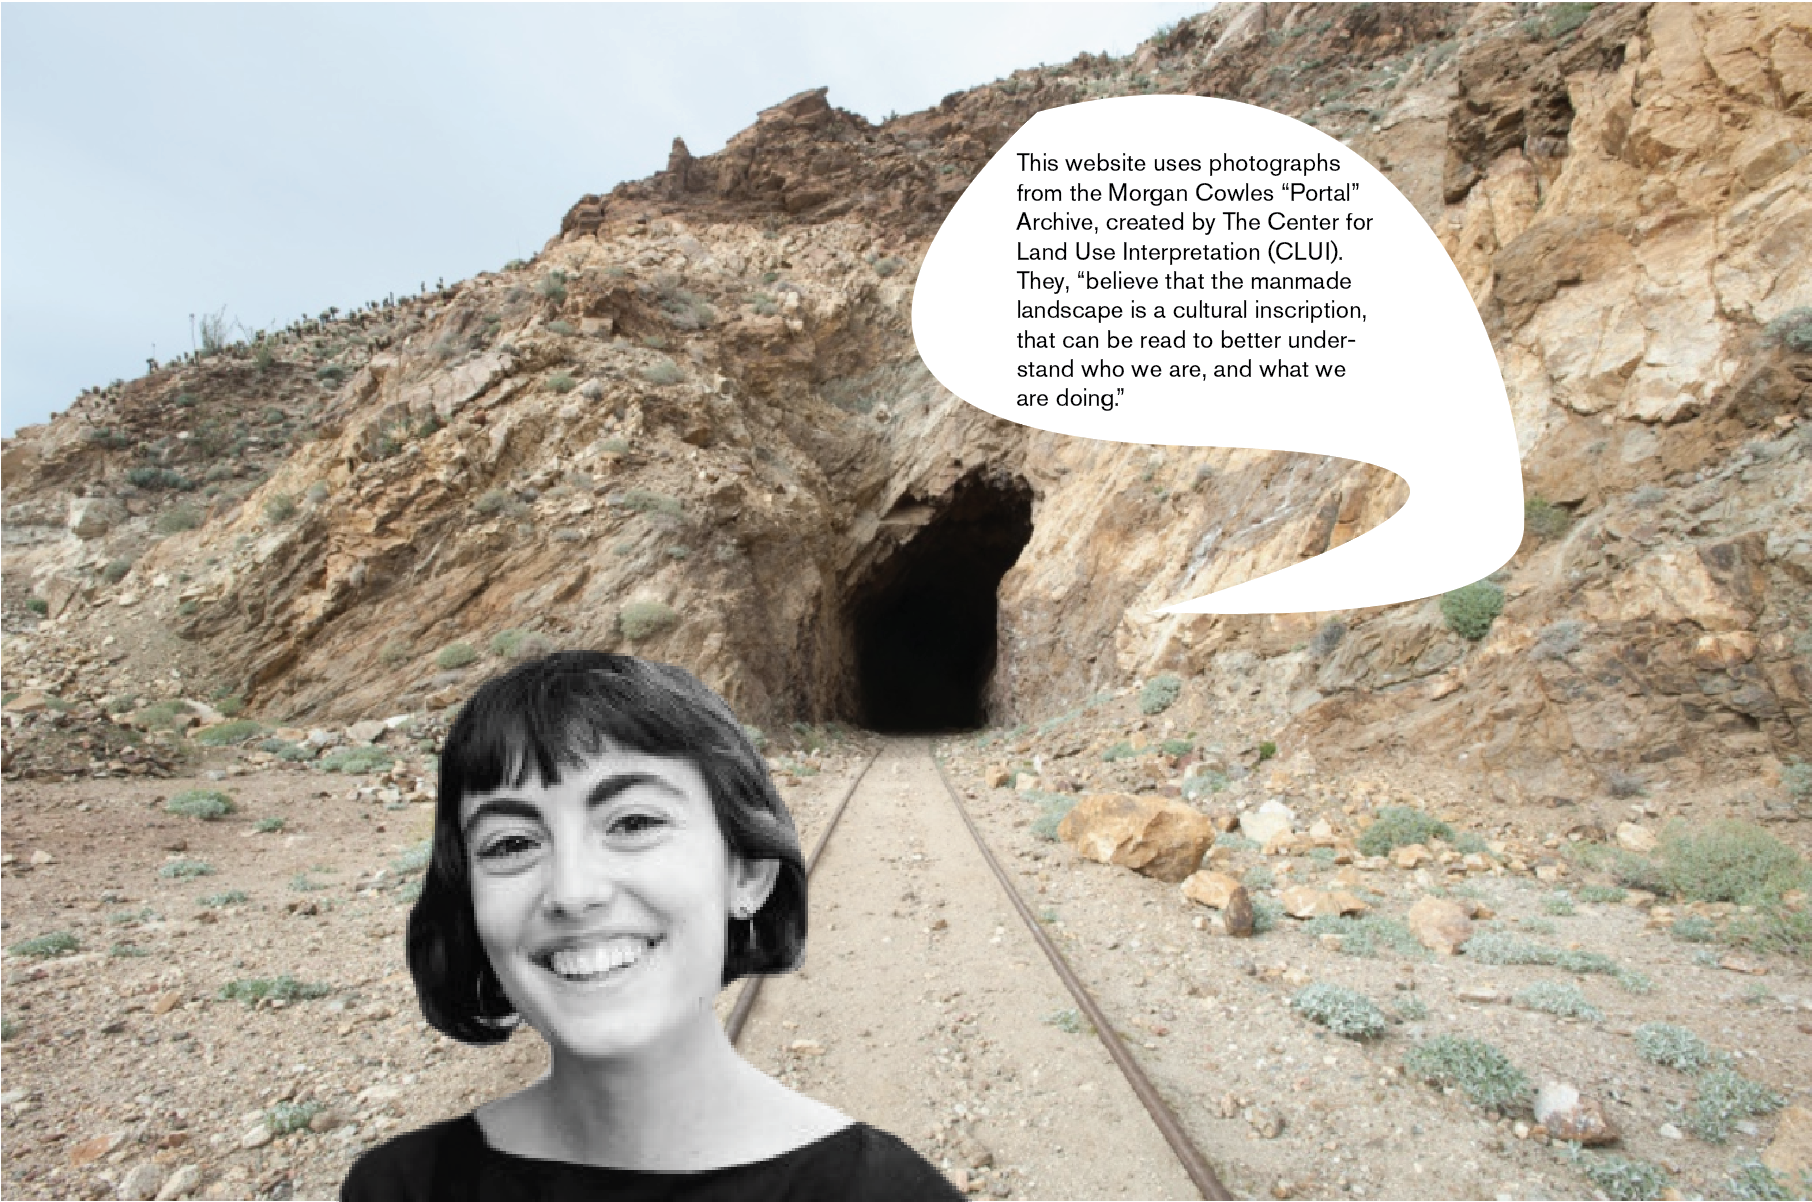 This website uses photographs
from the Morgan Cowles “Portal”
Archive, created by The Center for
Land Use Interpretation (CLUI).
They, “believe that the manmade
landscape is a cultural inscription,
that can be read to better under-
stand who we are, and what we
are doing.”